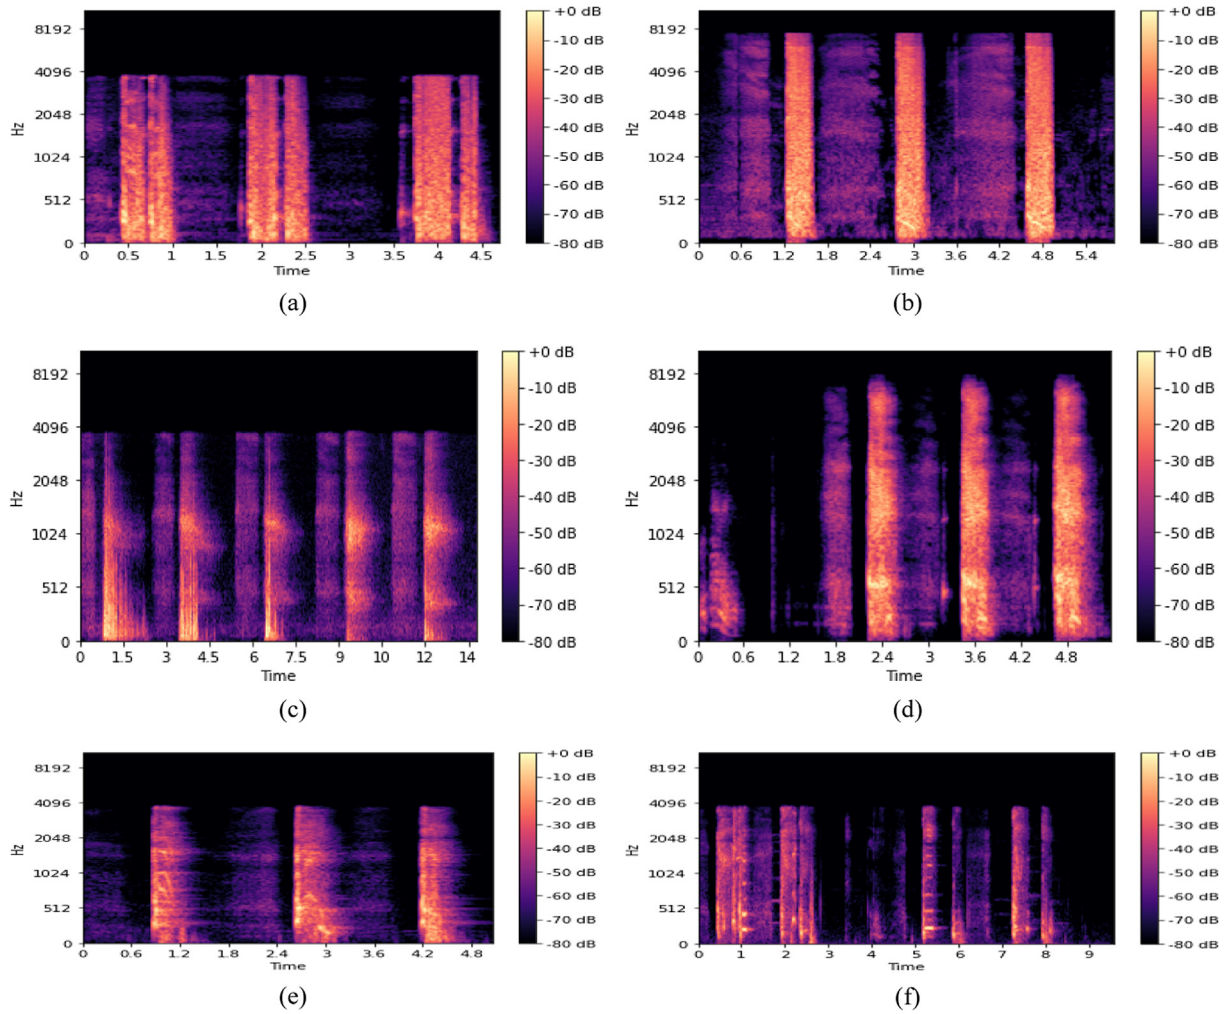 8192
4096
2048
1024
512
0
Hz
0 0.5 1 1.5 2 2.5 3 3.5 4 4.5
Time
+0 dB
-10 dB
-20 dB
-30 dB
-40 dB
-50 dB
-60 dB
-70 dB
-80 dB
(a)
8192
4096
2048
1024
512
0
Hz
0 0.6 1.2 1.8 2.4 3 3.6 4.2 4.8 5.4
Time
+0 dB
-10 dB
-20 dB
-30 dB
-40 dB
-50 dB
-60 dB
-70 dB
-80 dB
(b)
8192
4096
2048
1024
512
0
Hz
0 1.5 3 4.5 6 7.5 9 10 12 14
Time
+0 dB
-10 dB
-20 dB
-30 dB
-40 dB
-50 dB
-60 dB
-70 dB
-80 dB
(c)
8192
4096
2048
1024
512
0
Hz
0 0.6 1.2 1.8 2.4 3 3.6 4.2 4.8
Time
+0 dB
-10 dB
-20 dB
-30 dB
-40 dB
-50 dB
-60 dB
-70 dB
-80 dB
(d)
8192
4096
2048
1024
512
0
Hz
0 0.6 1.2 1.8 2.4 3 3.6 4.2 4.8
Time
+0 dB
-10 dB
-20 dB
-30 dB
-40 dB
-50 dB
-60 dB
-70 dB
-80 dB
(e)
8192
4096
2048
1024
512
0
Hz
0 1 2 3 4 5 6 7 8 9
Time
+0 dB
-10 dB
-20 dB
-30 dB
-40 dB
-50 dB
-60 dB
-70 dB
-80 dB
(f)